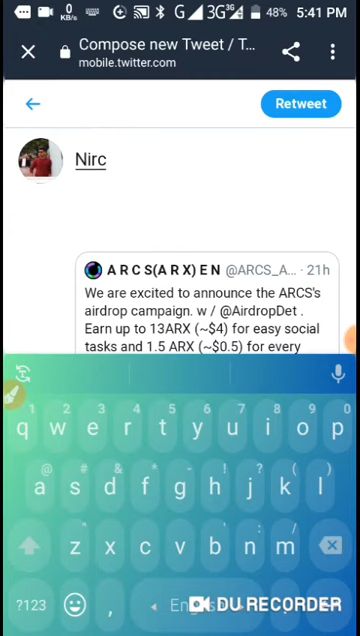 0 KB/s G 3G 3G 48% 5:41 PM
Compose new Tweet / T...
mobile.twitter.com
Retweet
Nirc
A R C S(A R X) E N @ARCS_A... · 21h
We are excited to announce the ARCS's
airdrop campaign. w / @AirdropDet .
Earn up to 13ARX (~$4) for easy social
tasks and 1.5 ARX (~$0.5) for every
1 2 3 4 5 6 7 8 9 0
q w e r t y u i o p
@ # & * - + = ( )
a s d f g h j k l
z x c v b n m
?123 , DU RECORDER